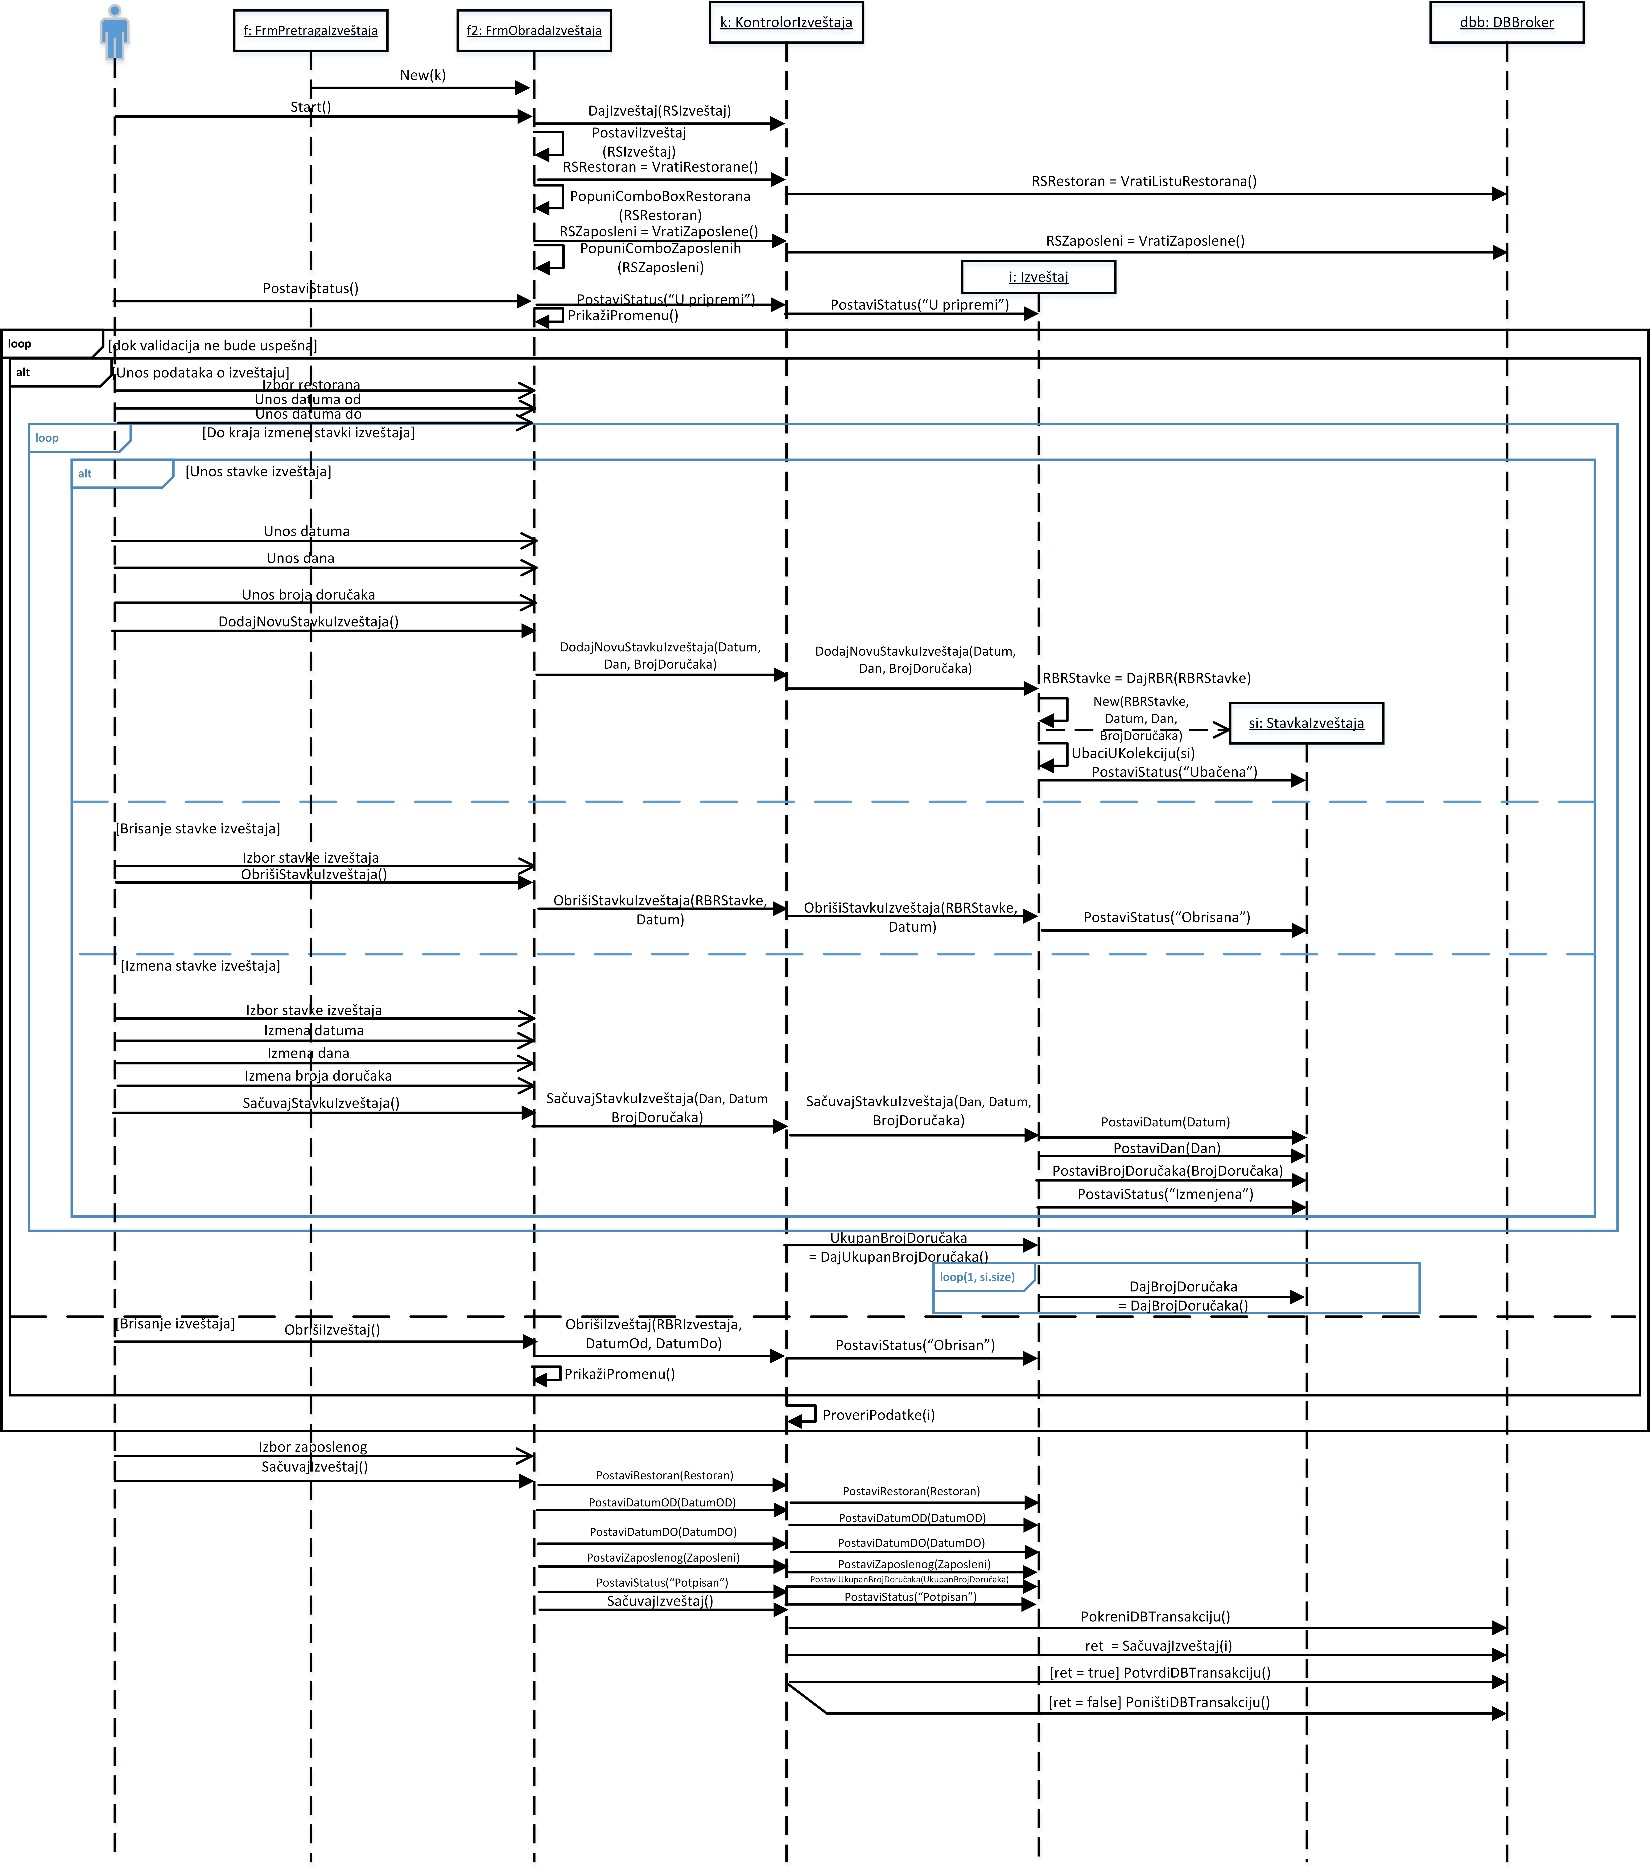 f: FrmPretragaIzveštaja
f2: FrmObradaIzveštaja
k: KontrolorIzveštaja
dbb: DBBroker
New(k)
Start()
DajIzveštaj(RSIzveštaj)
PostaviIzveštaj
(RSIzveštaj)
RSRestoran = VratiRestorane()
RSRestoran = VratiListuRestorana()
PopuniComboBoxRestorana
(RSRestoran)
RSZaposleni = VratiZaposlene()
RSZaposleni = VratiZaposlene()
PopuniComboZaposlenih
(RSZaposleni)
i: Izveštaj
PostaviStatus()
PostaviStatus(“U pripremi”)
PostaviStatus(“U pripremi”)
PrikažiPromenu()
loop
[dok validacija ne bude uspešna]
alt
[Unos podataka o izveštaju]
Izbor restorana
Unos datuma od
Unos datuma do
loop
[Do kraja izmene stavki izveštaja]
alt
[Unos stavke izveštaja]
Unos datuma
Unos dana
Unos broja doručaka
DodajNovuStavkuIzveštaja()
DodajNovuStavkuIzveštaja(Datum,
Dan, BrojDoručaka)
DodajNovuStavkuIzveštaja(Datum,
Dan, BrojDoručaka)
RBRStavke = DajRBR(RBRStavke)
New(RBRStavke,
Datum, Dan,
BrojDoručaka)
si: StavkaIzveštaja
UbaciUKolekciju(si)
PostaviStatus(“Ubačena”)
[Brisanje stavke izveštaja]
Izbor stavke izveštaja
ObrišiStavkuIzveštaja()
ObrišiStavkuIzveštaja(RBRStavke,
Datum)
ObrišiStavkuIzveštaja(RBRStavke,
Datum)
PostaviStatus(“Obrisana”)
[Izmena stavke izveštaja]
Izbor stavke izveštaja
Izmena datuma
Izmena dana
Izmena broja doručaka
SačuvajStavkuIzveštaja()
SačuvajStavkuIzveštaja(Dan, Datum
BrojDoručaka)
SačuvajStavkuIzveštaja(Dan, Datum,
BrojDoručaka)
PostaviDatum(Datum)
PostaviDan(Dan)
PostaviBrojDoručaka(BrojDoručaka)
PostaviStatus(“Izmenjena”)
UkupanBrojDoručaka
= DajUkupanBrojDoručaka()
loop(1, si.size)
DajBrojDoručaka
= DajBrojDoručaka()
[Brisanje izveštaja]
ObrišiIzveštaj()
ObrišiIzveštaj(RBRIzvestaja,
DatumOd, DatumDo)
PostaviStatus(“Obrisan”)
PrikažiPromenu()
ProveriPodatke(i)
Izbor zaposlenog
SačuvajIzveštaj()
PostaviRestoran(Restoran)
PostaviRestoran(Restoran)
PostaviDatumOD(DatumOD)
PostaviDatumOD(DatumOD)
PostaviDatumDO(DatumDO)
PostaviDatumDO(DatumDO)
PostaviZaposlenog(Zaposleni)
PostaviZaposlenog(Zaposleni)
PostaviUkupanBrojDoručaka(UkupanBrojDoručaka)
PostaviStatus(“Potpisan”)
PostaviStatus(“Potpisan”)
SačuvajIzveštaj()
PokreniDBTransakciju()
ret = SačuvajIzveštaj(i)
[ret = true] PotvrdiDBTransakciju()
[ret = false] PoništiDBTransakciju()